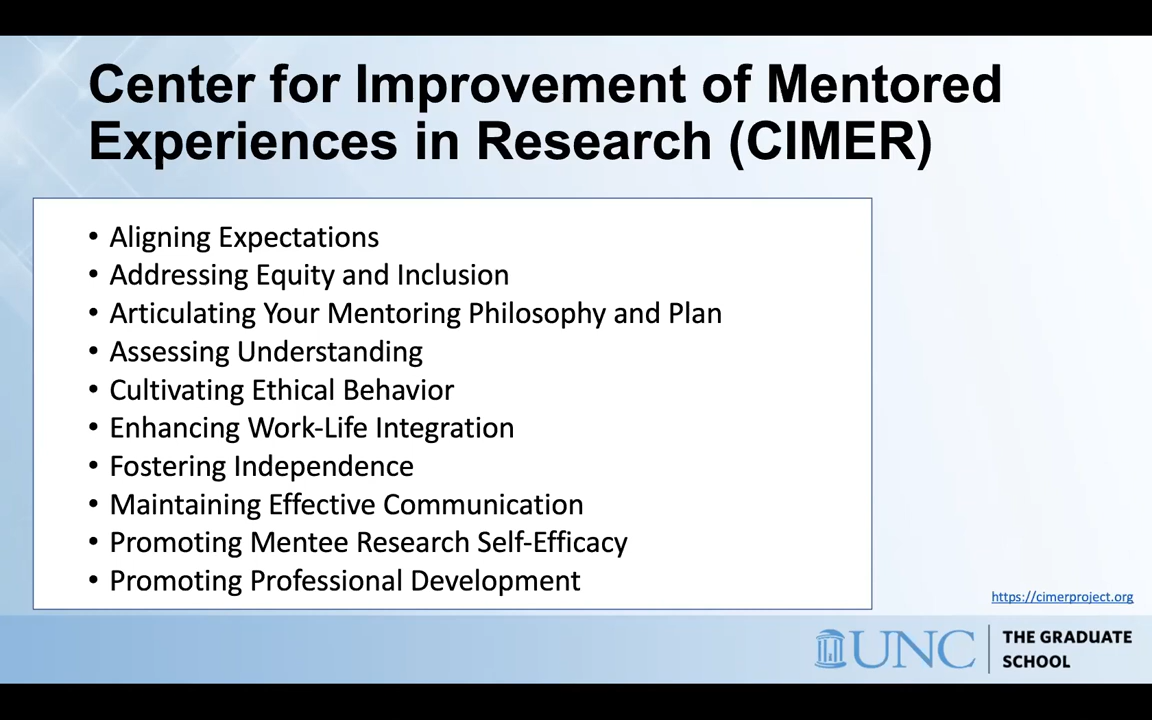 Center for Improvement of Mentored
Experiences in Research (CIMER)
• Aligning Expectations
• Addressing Equity and Inclusion
• Articulating Your Mentoring Philosophy and Plan
• Assessing Understanding
• Cultivating Ethical Behavior
• Enhancing Work-Life Integration
• Fostering Independence
• Maintaining Effective Communication
• Promoting Mentee Research Self-Efficacy
• Promoting Professional Development
https://cimerproject.org
UNC
THE GRADUATE
SCHOOL